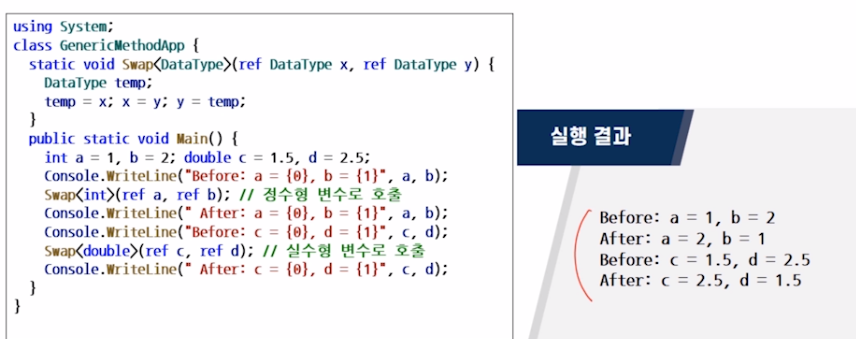 using System;
class GenericMethodApp {
static void Swap<DataType>(ref DataType x, ref DataType y) {
DataType temp;
temp = x; x = y; y = temp;
}
public static void Main() {
int a = 1, b = 2; double c = 1.5, d = 2.5;
Console.WriteLine("Before: a = {0}, b = {1}", a, b);
Swap<int>(ref a, ref b); // 정수형 변수로 호출
Console.WriteLine(" After: a = {0}, b = {1}", a, b);
Console.WriteLine("Before: c = {0}, d = {1}", c, d);
Swap<double>(ref c, ref d); // 실수형 변수로 호출
Console.WriteLine(" After: c = {0}, d = {1}", c, d);
}
}
실행 결과
Before: a = 1, b = 2
After: a = 2, b = 1
Before: c = 1.5, d = 2.5
After: c = 2.5, d = 1.5